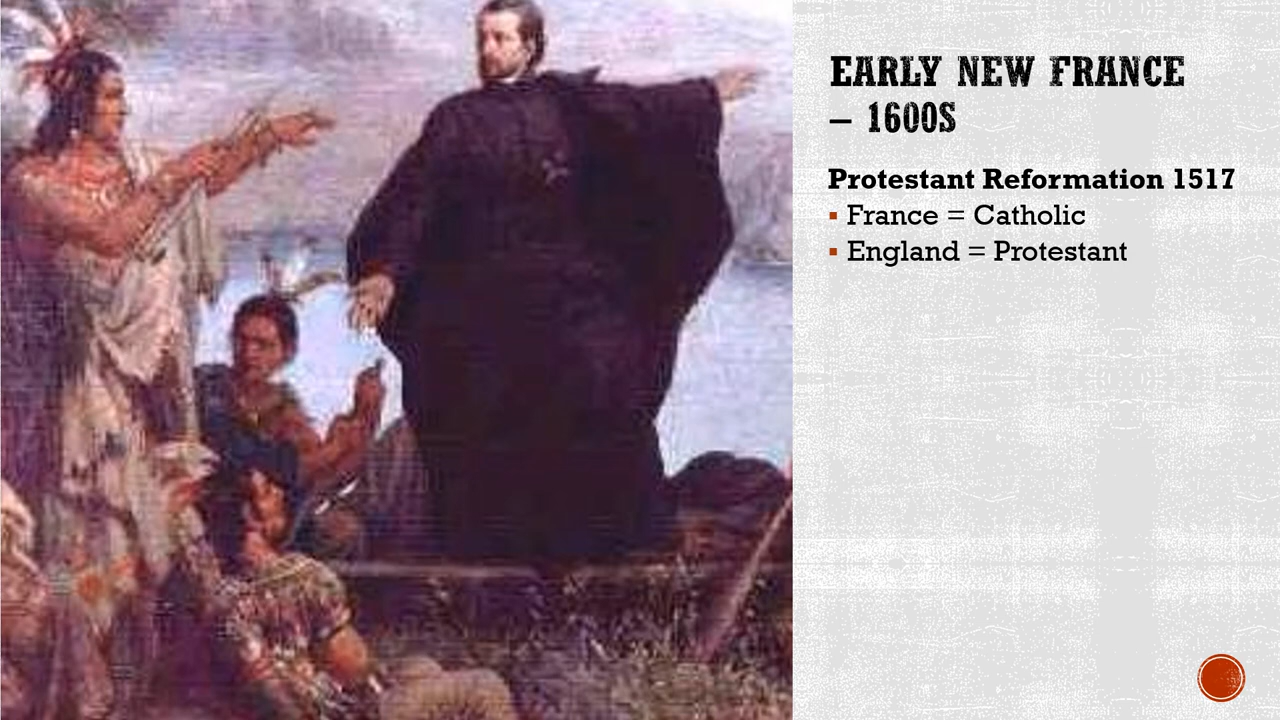 EARLY NEW FRANCE
– 1600S
Protestant Reformation 1517
▪ France = Catholic
▪ England = Protestant